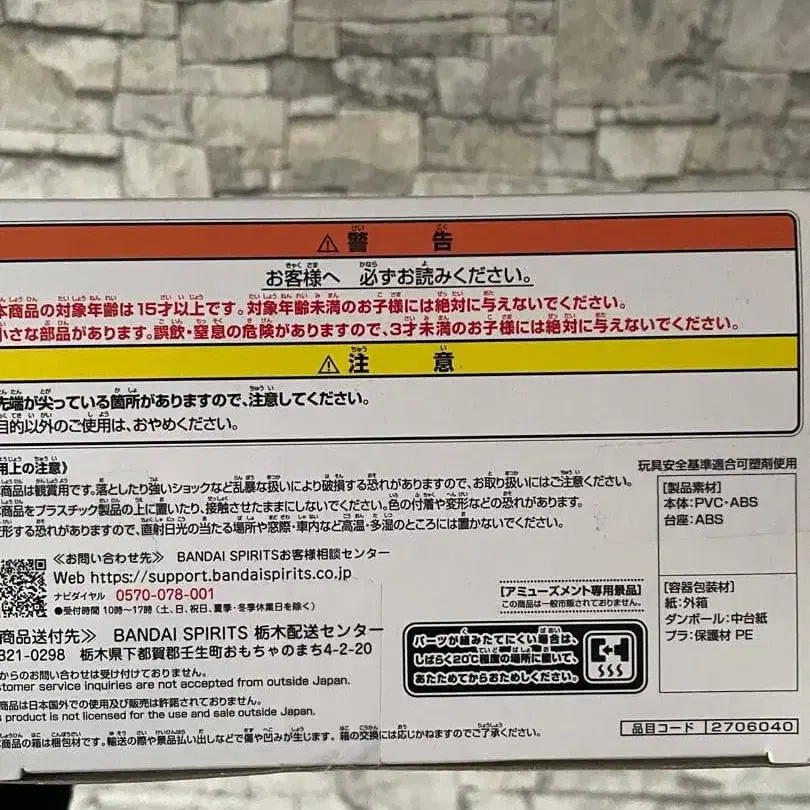 ⚠警告
お客様へ 必ずお読みください。
本商品の対象年齢は15才以上です。対象年齢未満のお子様には絶対に与えないでください。
小さな部品があります。誤飲・窒息の危険がありますので、3才未満のお子様には絶対に与えないでください。
⚠注意
先端が尖っている箇所がありますので、注意してください。
目的以外のご使用は、おやめください。
用上の注意》
商品は観賞用です。落としたり強いショックなど乱暴な扱いにより破損する恐れがありますので、お取り扱いにはご注意ください。
商品をプラスチック製品の上に置いたり、接触させたままにしないでください。色の付着や変形などの恐れがあります。
形する恐れがありますので、直射日光の当たる場所や窓際・車内など高温・多湿のところには置かないでください。
≪お問い合わせ先≫ BANDAI SPIRITSお客様相談センター
Web https://support.bandaispirits.co.jp
ナビダイヤル 0570-078-001
●受付時間 10時～17時(土、日、祝日、夏季・冬季休業日を除く)
商品送付先≫ BANDAI SPIRITS 栃木配送センター
321-0298 栃木県下都賀郡壬生町おもちゃのまち4-2-20
からのお問い合わせは受け付けておりません。
stomer service inquiries are not accepted from outside Japan.
商品は日本国外での使用及び販売は許諾されておりません。
s product is not licensed for the use and sale outside Japan.
商品の箱は梱包材です。輸送の際や景品払い出しなどで傷や凹みが生じます。箱の交換には応じかねますのでご了承ください。
[アミューズメント専用景品]
この商品は一般市販されておりません。
パーツが組みたてにくい場合は、
しばらく20℃程度の場所に置いて、
あたためてからおためしください。
玩具安全基準適合可塑剤使用
[製品素材]
本体:PVC・ABS
台座:ABS
[容器包装材]
紙:外箱
ダンボール:中台紙
プラ:保護材 PE
品目コード 2706040